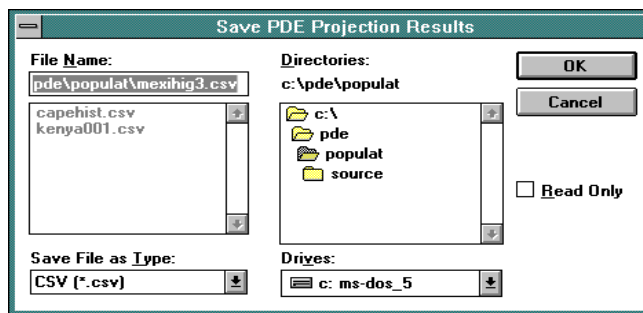 Save PDE Projection Results
File Name:
pde\populat\mexihig3.csv
capehist.csv
kenya001.csv
Save File as Type:
CSV (*.csv)
Directories:
c:\pde\populat
c:\
pde
populat
source
Drives:
c: ms-dos_5
OK
Cancel
Read Only